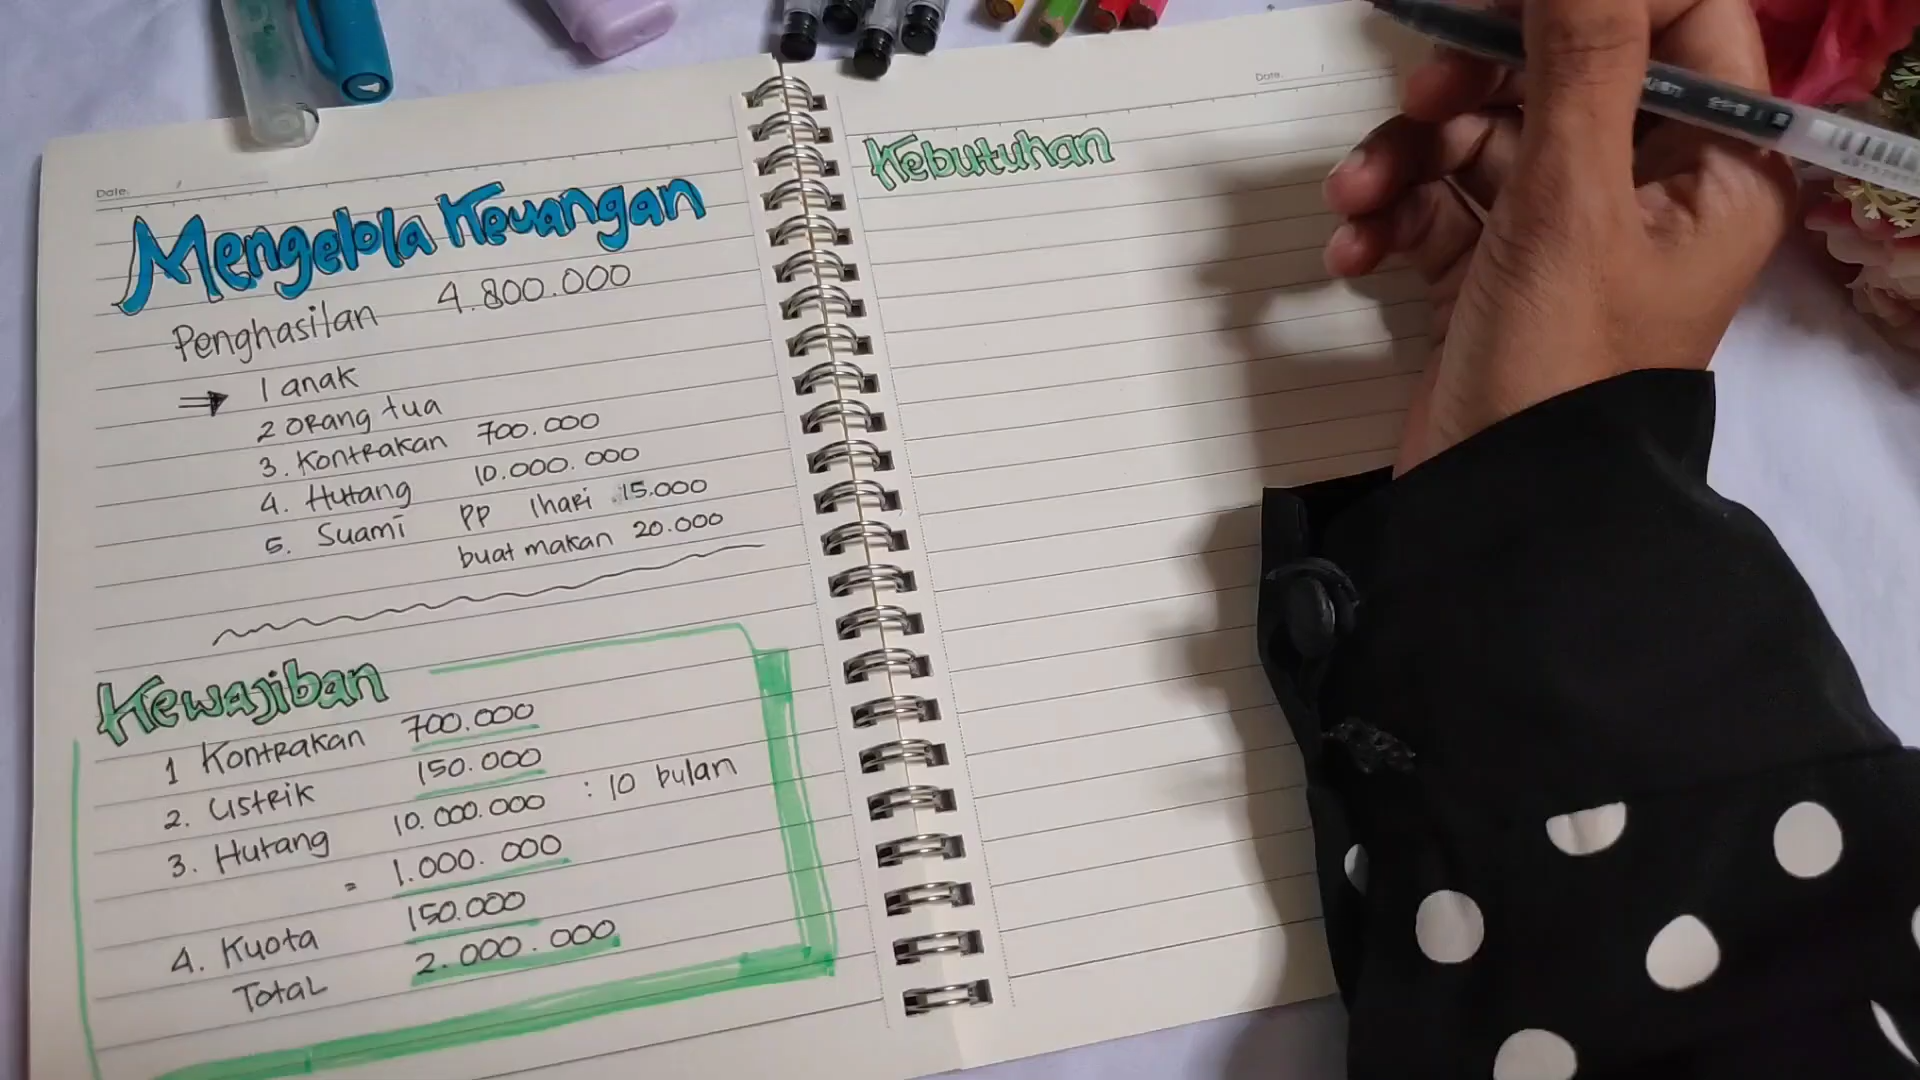 Date. /
Mengelola Keuangan
Penghasilan 4.800.000
⇒ 1 anak
2 orang tua
3. Kontrakan 700.000
4. Hutang 10.000.000
5. Suami PP 1 hari 15.000
buat makan 20.000
Kewajiban
1 Kontrakan 700.000
2. Listrik 150.000
3. Hutang 10.000.000 : 10 bulan
= 1.000.000
4. Kuota 150.000
Total 2.000.000
Date. /
Kebutuhan